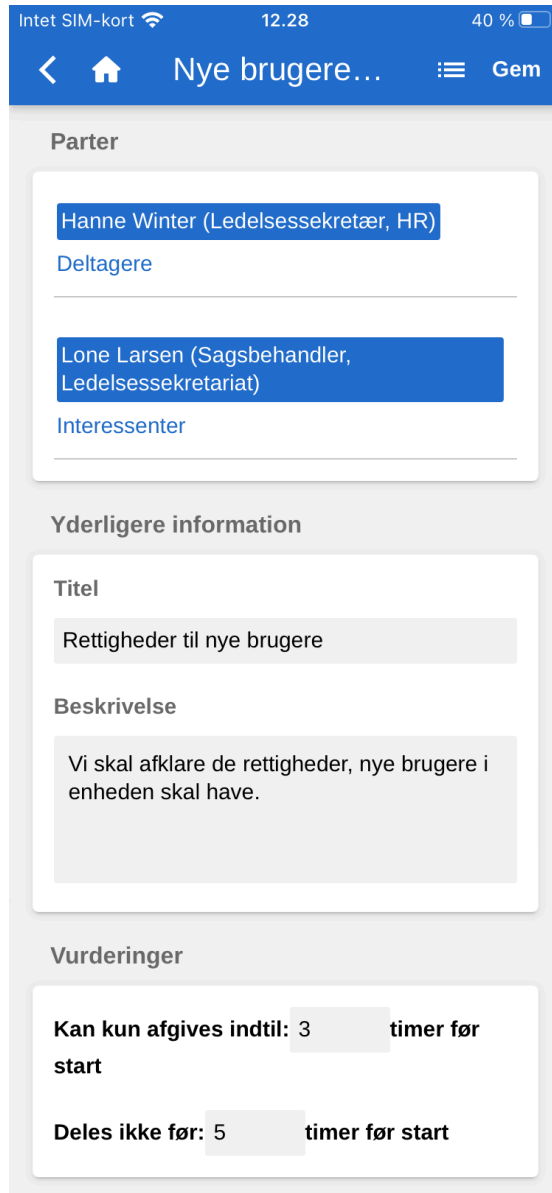 Intet SIM-kort 12.28 40 %
Nye brugere... Gem
Parter
Hanne Winter (Ledelsessekretær, HR)
Deltagere
Lone Larsen (Sagsbehandler,
Ledelsessekretariat)
Interessenter
Yderligere information
Titel
Rettigheder til nye brugere
Beskrivelse
Vi skal afklare de rettigheder, nye brugere i
enheden skal have.
Vurderinger
Kan kun afgives indtil: 3 timer før
start
Deles ikke før: 5 timer før start